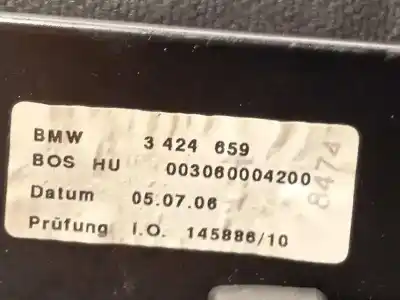 BMW 3 424 659
BOS HU 003060004200
Datum 05.07.06
Prüfung I.O. 145886/10
8474